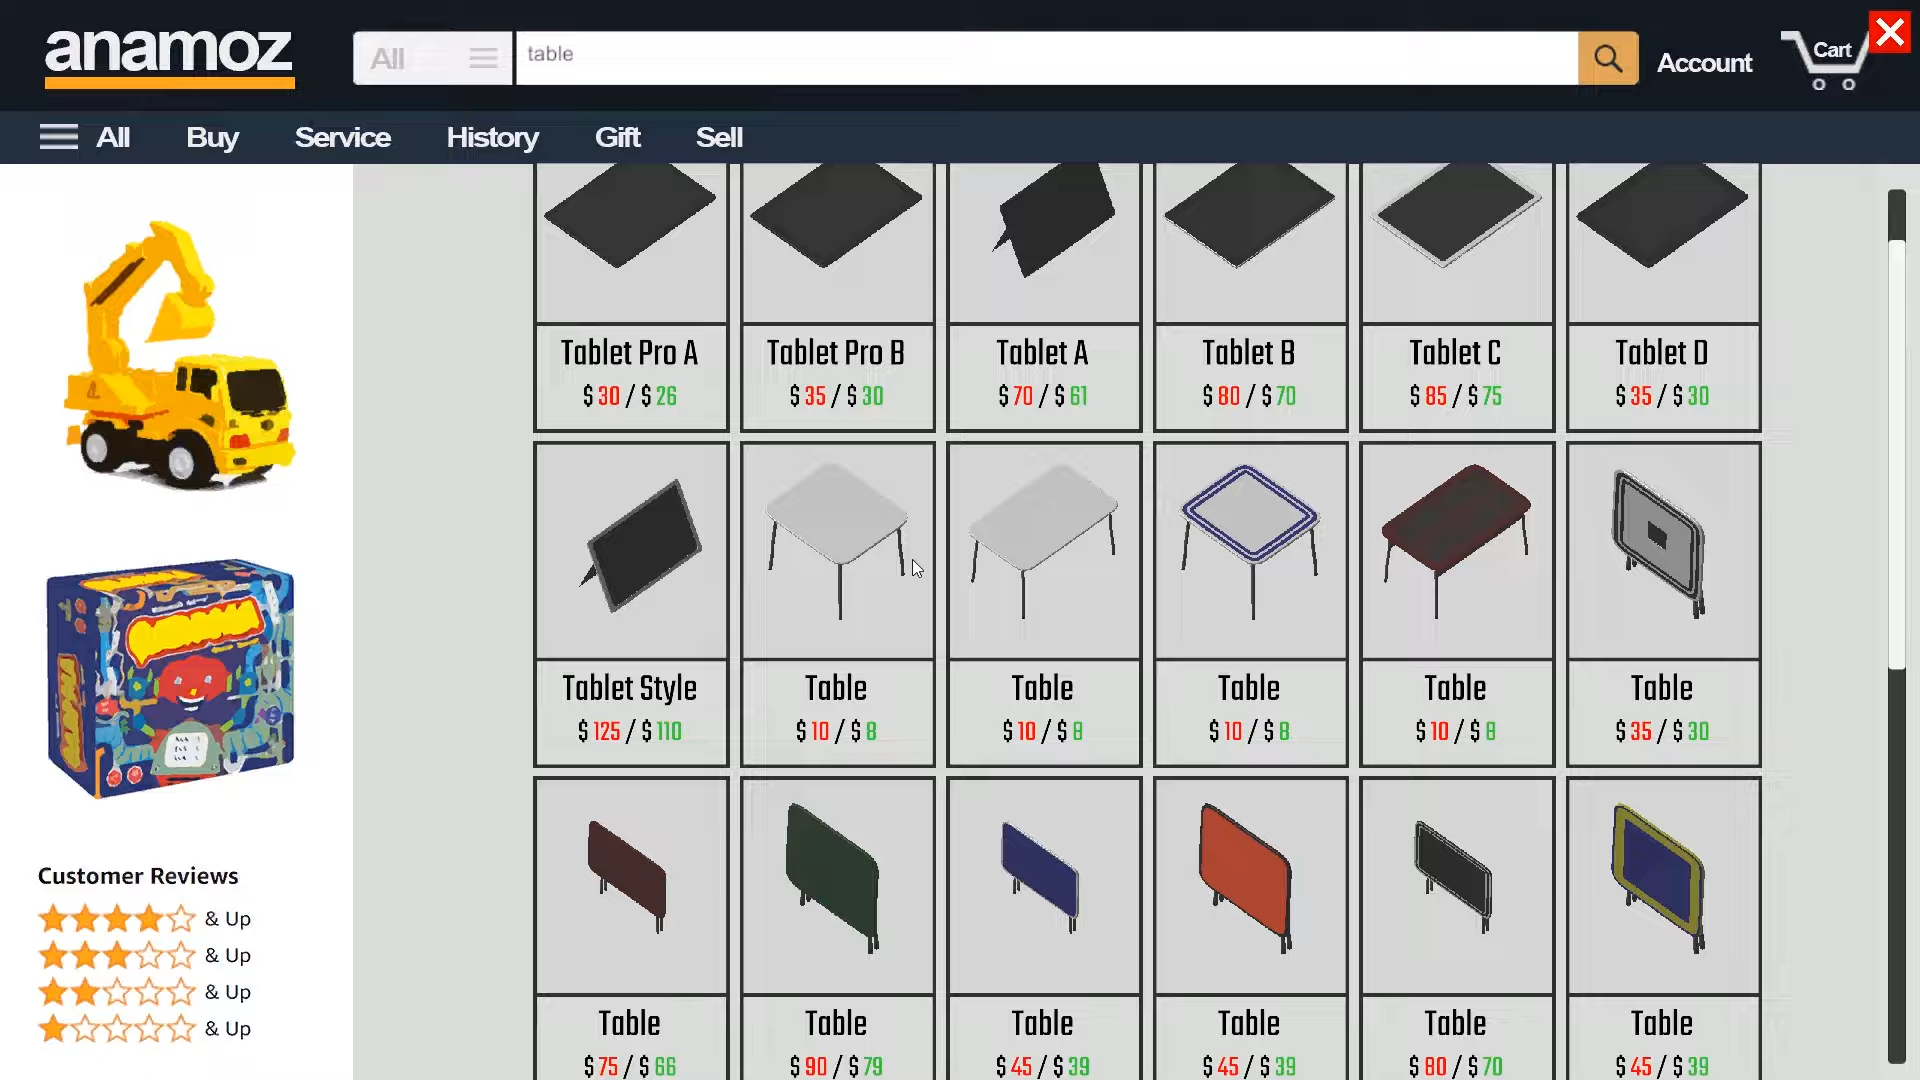 anamoz
All
table
Account
Cart
All
Buy
Service
History
Gift
Sell
Tablet Pro A
$ 30 / $ 26
Tablet Pro B
$ 35 / $ 30
Tablet A
$ 70 / $ 61
Tablet B
$ 80 / $ 70
Tablet C
$ 85 / $ 75
Tablet D
$ 35 / $ 30
Tablet Style
$ 125 / $ 110
Table
$ 10 / $ 8
Table
$ 10 / $ 8
Table
$ 10 / $ 8
Table
$ 10 / $ 8
Table
$ 35 / $ 30
Table
$ 75 / $ 66
Table
$ 90 / $ 79
Table
$ 45 / $ 39
Table
$ 45 / $ 39
Table
$ 80 / $ 70
Table
$ 45 / $ 39
Customer Reviews
& Up
& Up
& Up
& Up